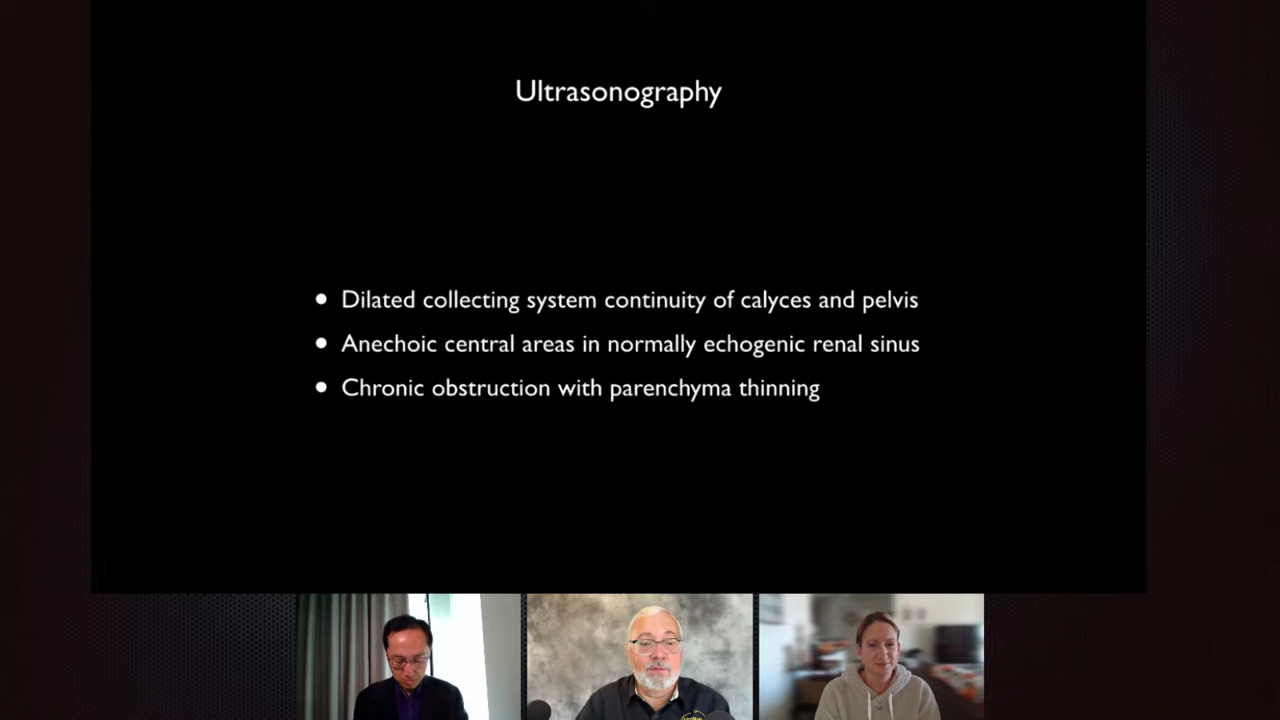 Ultrasonography
• Dilated collecting system continuity of calyces and pelvis
• Anechoic central areas in normally echogenic renal sinus
• Chronic obstruction with parenchyma thinning